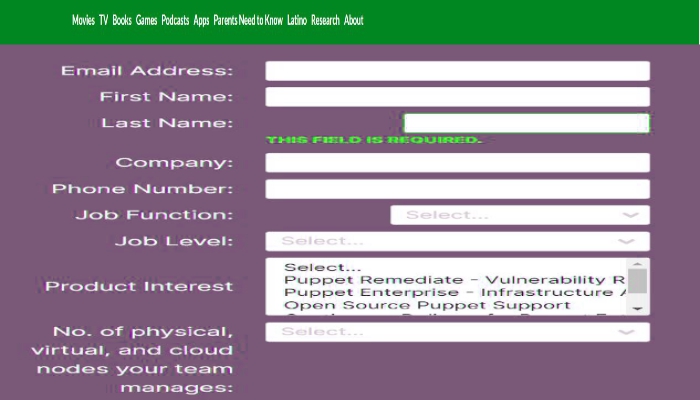 Movies TV Books Games Podcasts Apps Parents Need to Know Latino Research About
Email Address:
First Name:
Last Name:
THIS FIELD IS REQUIRED.
Company:
Phone Number:
Job Function: Select...
Job Level: Select...
Select...
Puppet Remediate - Vulnerability R
Product Interest
Puppet Enterprise - Infrastructure
Open Source Puppet Support
No. of physical, Select...
virtual, and cloud
nodes your team
manages: